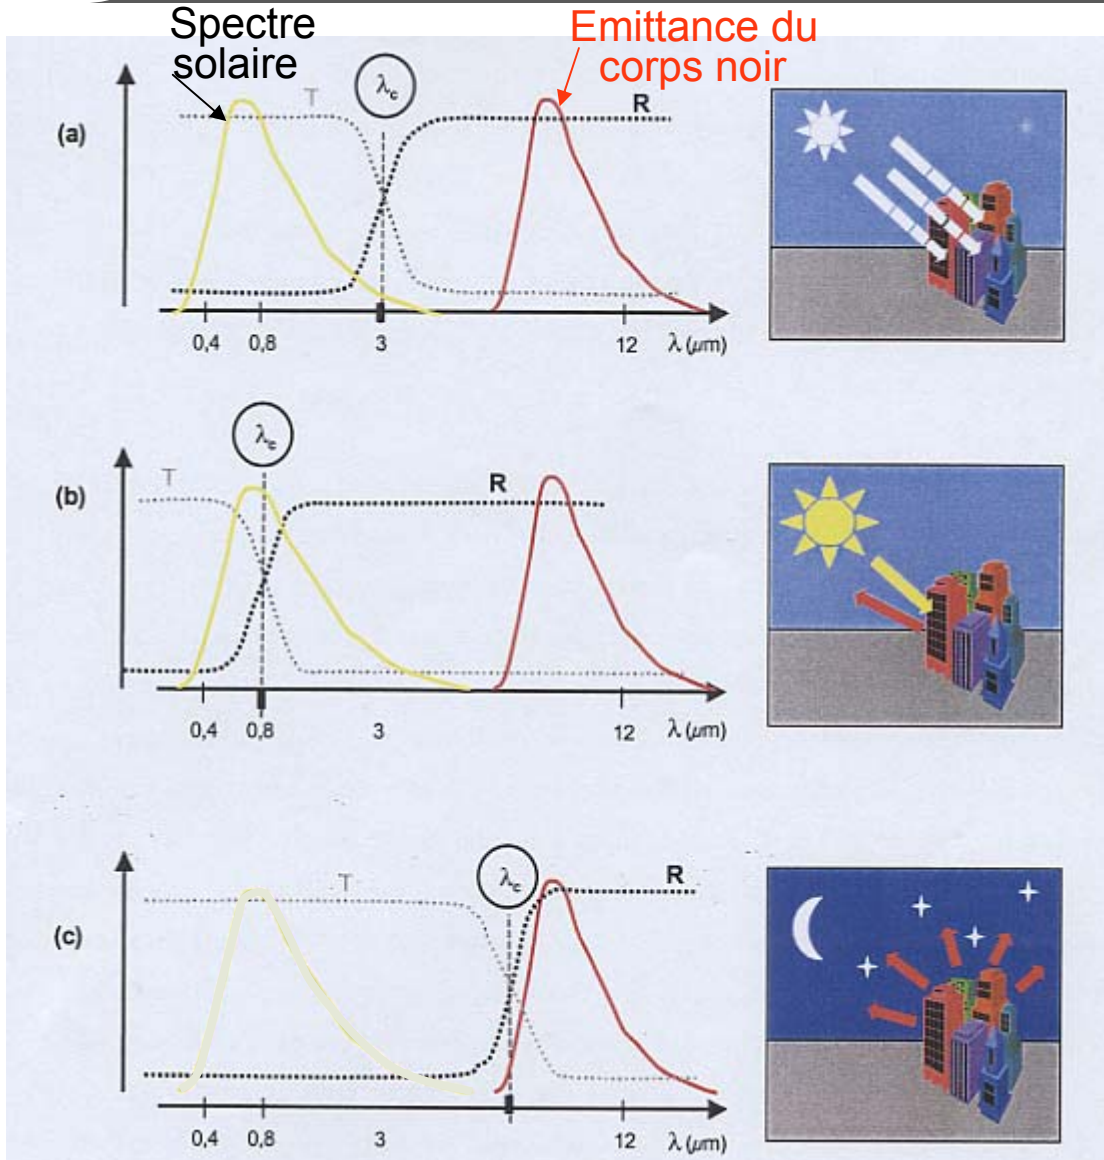 Spectre
solaire
Emittance du
corps noir
(a)
T
λc
R
0,4
0,8
3
12
λ (μm)
(b)
T
λc
R
0,4
0,8
3
12
λ (μm)
(c)
T
λc
R
0,4
0,8
3
12
λ (μm)